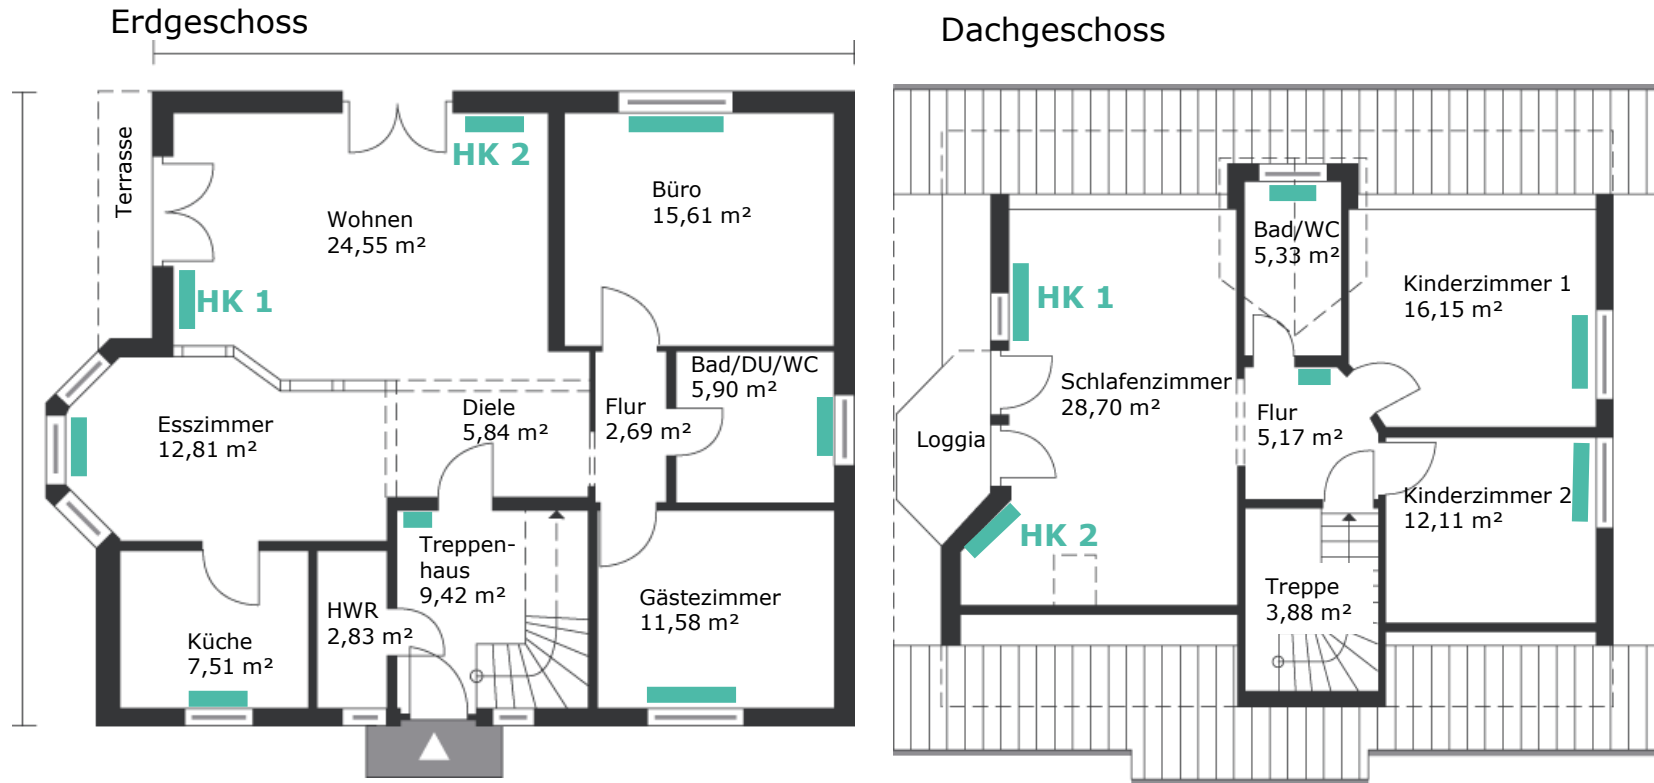 Erdgeschoss
Terrasse
HK 2
Wohnen
24,55 m²
Büro
15,61 m²
HK 1
Bad/DU/WC
5,90 m²
Esszimmer
12,81 m²
Diele
5,84 m²
Flur
2,69 m²
Treppen-
haus
9,42 m²
HWR
2,83 m²
Gästezimmer
11,58 m²
Küche
7,51 m²
Dachgeschoss
Bad/WC
5,33 m²
HK 1
Kinderzimmer 1
16,15 m²
Schlafenzimmer
28,70 m²
Flur
5,17 m²
Loggia
Kinderzimmer 2
12,11 m²
HK 2
Treppe
3,88 m²